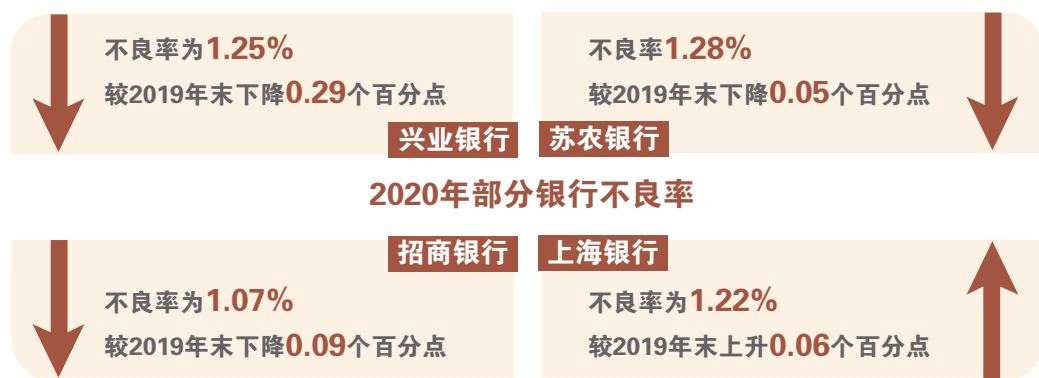 不良率为1.25%
较2019年末下降0.29个百分点
兴业银行
不良率1.28%
较2019年末下降0.05个百分点
苏农银行
2020年部分银行不良率
招商银行
不良率为1.07%
较2019年末下降0.09个百分点
上海银行
不良率为1.22%
较2019年末上升0.06个百分点